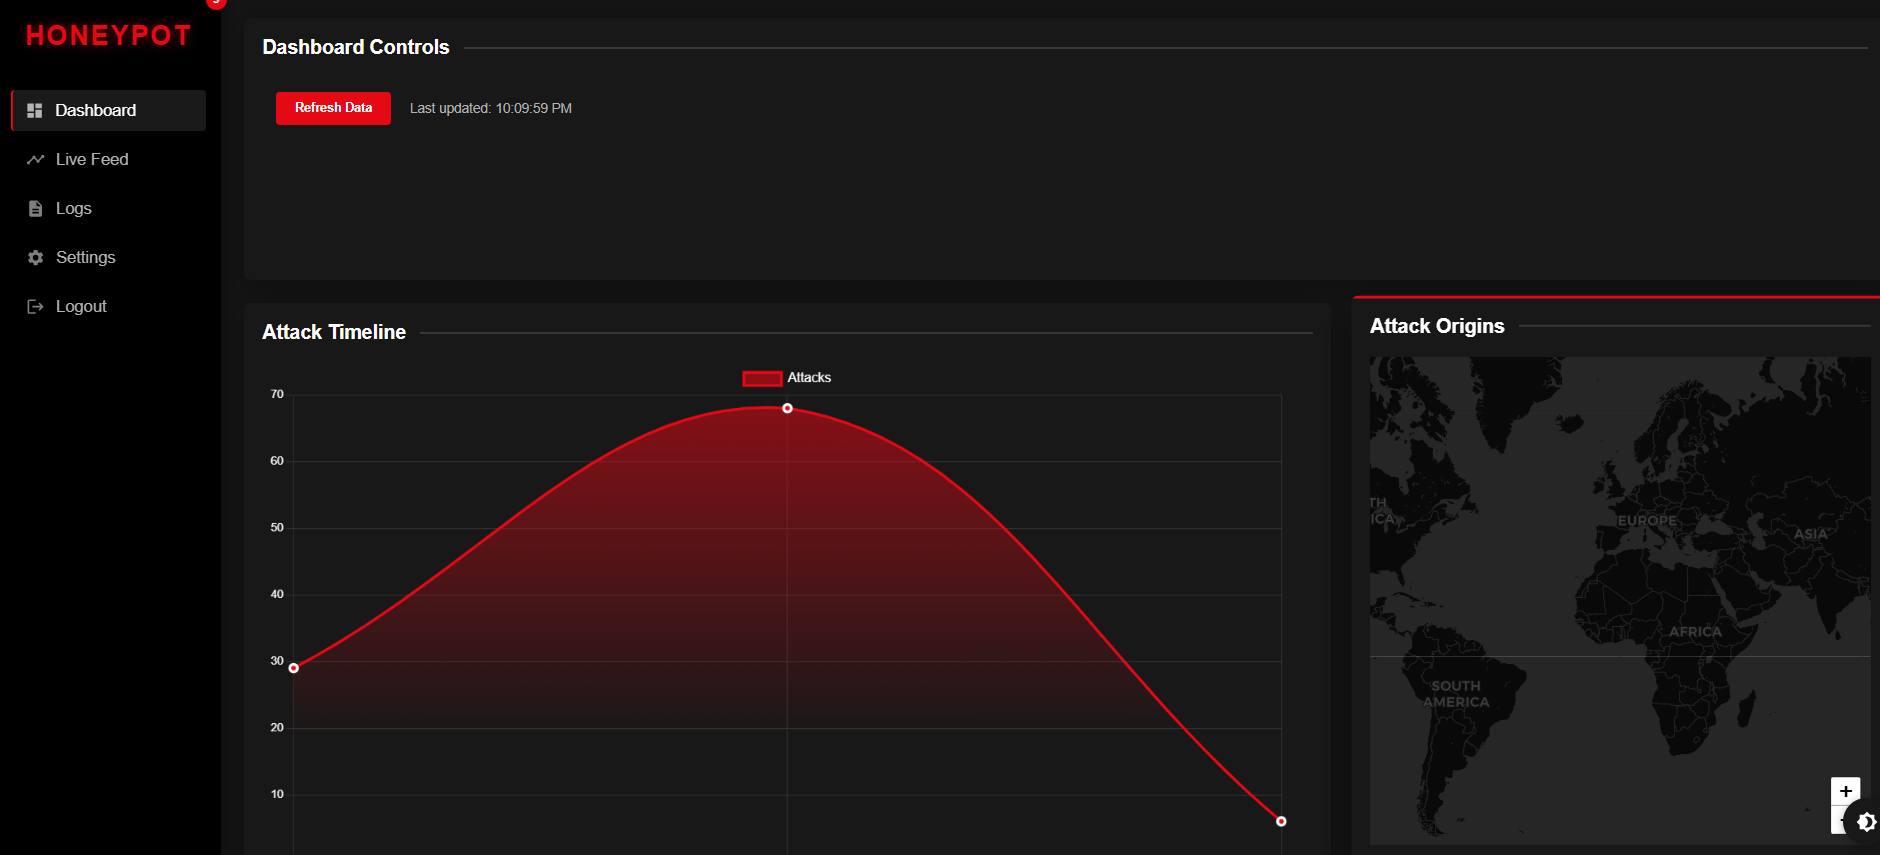 HONEYPOT
Dashboard
Live Feed
Logs
Settings
Logout
Dashboard Controls
Refresh Data
Last updated: 10:09:59 PM
Attack Timeline
Attacks
70
60
50
40
30
20
10
Attack Origins
TH
ICA
EUROPE
ASIA
AFRICA
SOUTH
AMERICA
+